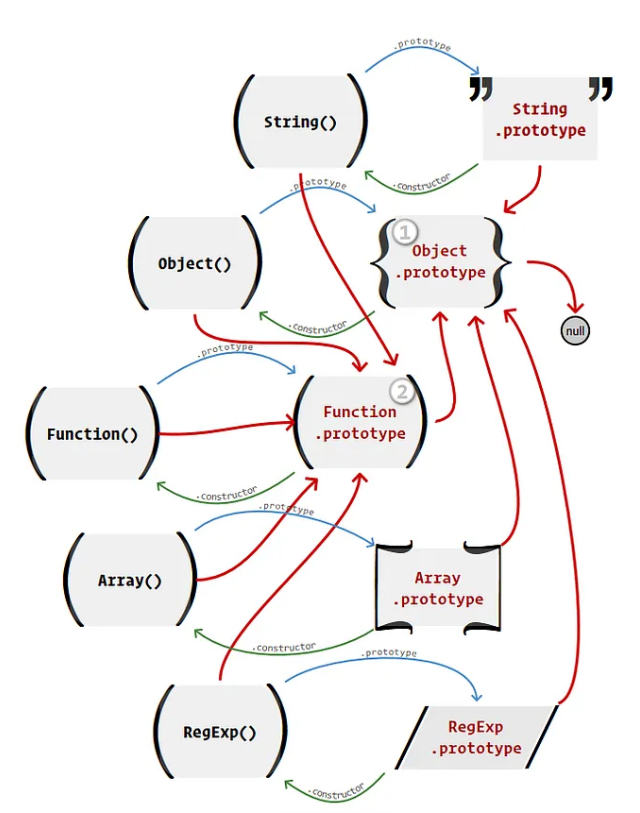 .prototype
❞ ❞
String
.prototype
String()
.constructor
.prototype
1
Object
.prototype
Object()
null
.constructor
.prototype
2
Function
.prototype
Function()
.constructor
.prototype
Array()
Array
.prototype
.constructor
.prototype
RegExp()
RegExp
.prototype
.constructor